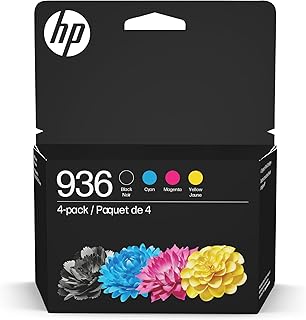 hp
936
Black
Noir
Cyan
Magenta
Yellow
Jaune
4-pack / Paquet de 4